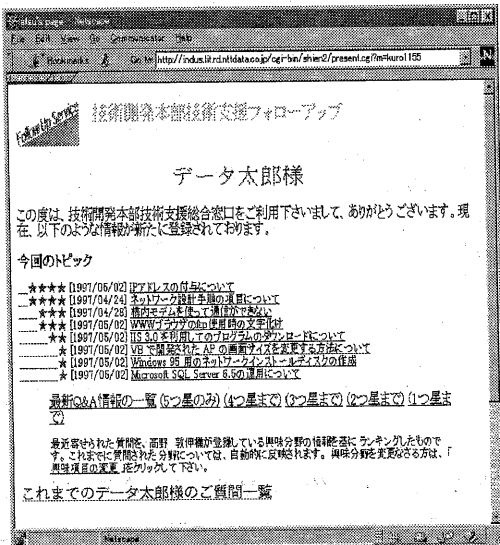 File Edit View Go Communicator Help
Bookmarks Go to: http://indus.lit.rd.nttdata.co.jp/cgi-bin/shien2/present.cgi?m=kuro1155
Follow Up Service
技術開発本部技術支援フォローアップ
データ太郎様
この度は、技術開発本部技術支援総合窓口をご利用下さいまして、ありがとうございます。現
在、以下のような情報が新たに登録されております。
今回のトピック
★★★★ [1997/05/02] IPアドレスの付与について
★★★★ [1997/04/24] ネットワーク設計手順の項目について
★★★ [1997/04/28] 構内モデムを使って通信ができない
★★★ [1997/05/02] WWWブラウザのftp使用時の文字化け
★★ [1997/05/02] IIS 3.0を利用してのプログラムのダウンロードについて
★ [1997/05/02] VB で開発された AP の画面サイズを変更する方法について
★ [1997/05/02] Windows 95 用のネットワークインストールディスクの作成
★ [1997/05/02] Microsoft SQL Server 6.5の運用について
最新Q&A情報の一覧 (5つ星のみ) (4つ星まで) (3つ星まで) (2つ星まで) (1つ星ま
で)
最近寄せられた質問を、高野 敦伸様が登録している興味分野の情報を基に ランキングしたもので
す。これまでに質問された分野については、自動的に反映されます。 興味分野を変更なさる方は、「
興味項目の変更」をクリックして下さい。
これまでのデータ太郎様のご質問一覧
Netscape